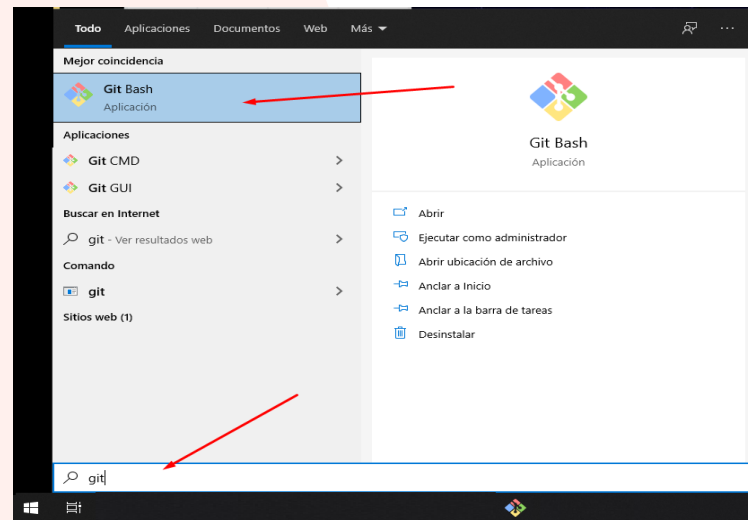 Todo Aplicaciones Documentos Web Más
Mejor coincidencia
Git Bash
Aplicación
Aplicaciones
Git CMD
Git GUI
Buscar en Internet
git - Ver resultados web
Comando
git
Sitios web (1)
Git Bash
Aplicación
Abrir
Ejecutar como administrador
Abrir ubicación de archivo
Anclar a Inicio
Anclar a la barra de tareas
Desinstalar
git